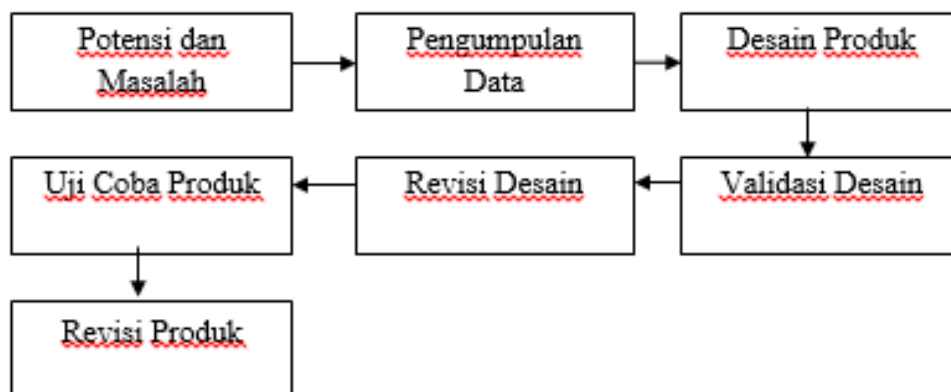 Potensi dan
Masalah
Pengumpulan
Data
Desain Produk
Validasi Desain
Revisi Desain
Uji Coba Produk
Revisi Produk